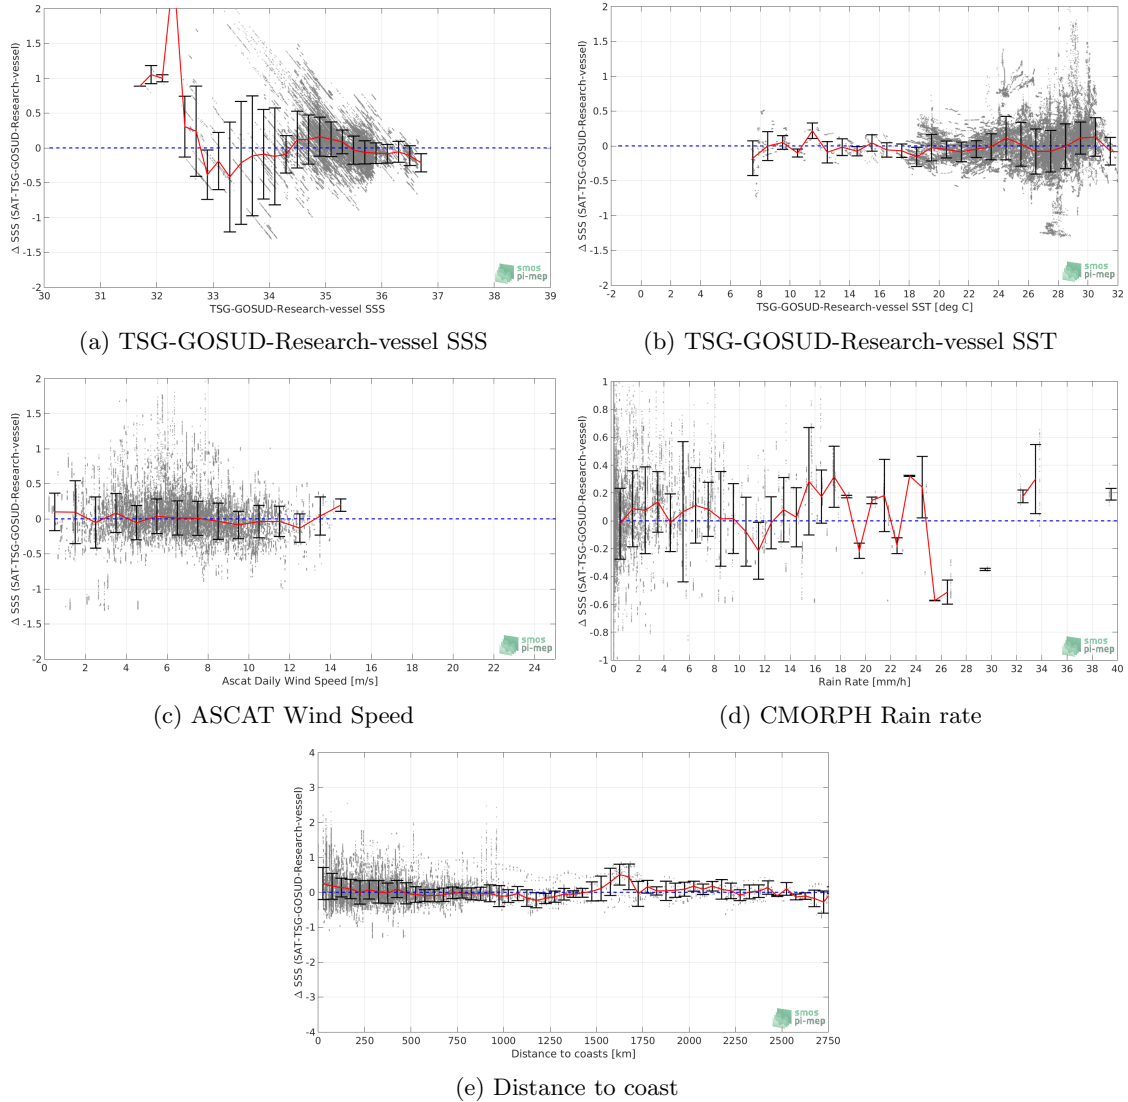 2
1.5
1
0.5
0
-0.5
-1
-1.5
-2
Δ SSS (SAT-TSG-GOSUD-Research-vessel)
30 31 32 33 34 35 36 37 38 39
TSG-GOSUD-Research-vessel SSS
smos
pi-mep
(a) TSG-GOSUD-Research-vessel SSS
2
1.5
1
0.5
0
-0.5
-1
-1.5
-2
Δ SSS (SAT-TSG-GOSUD-Research-vessel)
-2 0 2 4 6 8 10 12 14 16 18 20 22 24 26 28 30 32
TSG-GOSUD-Research-vessel SST [deg C]
smos
pi-mep
(b) TSG-GOSUD-Research-vessel SST
2
1.5
1
0.5
0
-0.5
-1
-1.5
-2
Δ SSS (SAT-TSG-GOSUD-Research-vessel)
0 2 4 6 8 10 12 14 16 18 20 22 24
Ascat Daily Wind Speed [m/s]
smos
pi-mep
(c) ASCAT Wind Speed
1
0.8
0.6
0.4
0.2
0
-0.2
-0.4
-0.6
-0.8
-1
Δ SSS (SAT-TSG-GOSUD-Research-vessel)
0 2 4 6 8 10 12 14 16 18 20 22 24 26 28 30 32 34 36 38 40
Rain Rate [mm/h]
smos
pi-mep
(d) CMORPH Rain rate
4
3
2
1
0
-1
-2
-3
-4
Δ SSS (SAT-TSG-GOSUD-Research-vessel)
0 250 500 750 1000 1250 1500 1750 2000 2250 2500 2750
Distance to coasts [km]
smos
pi-mep
(e) Distance to coast